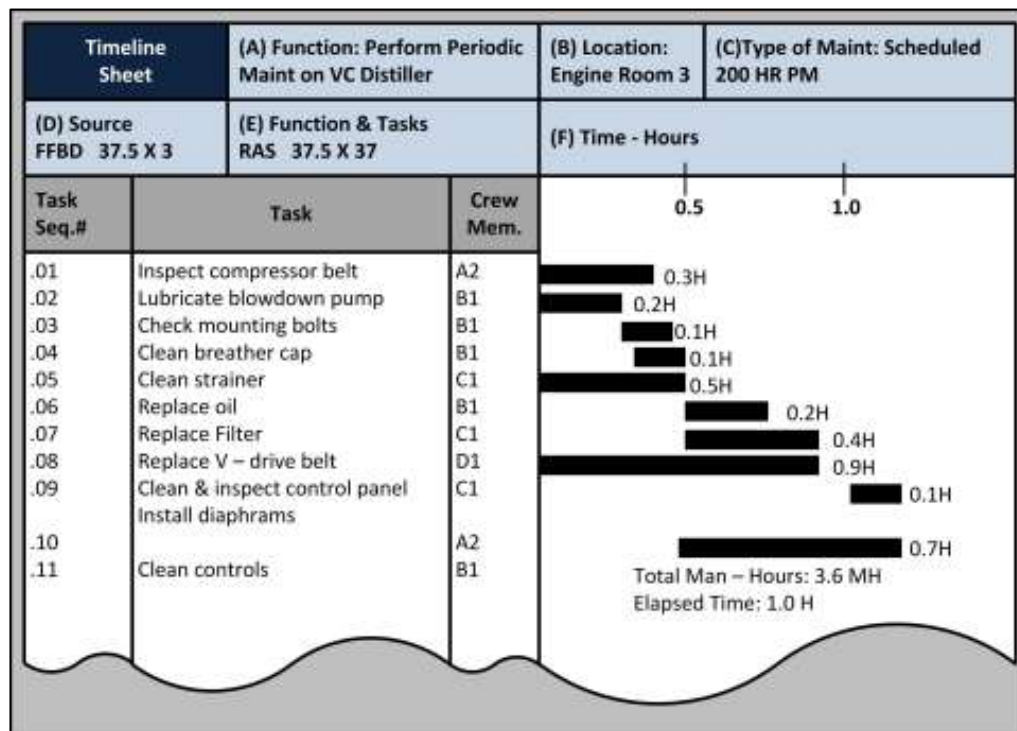 Timeline
Sheet
(A) Function: Perform Periodic
Maint on VC Distiller
(B) Location:
Engine Room 3
(C)Type of Maint: Scheduled
200 HR PM
(D) Source
FFBD 37.5 X 3
(E) Function & Tasks
RAS 37.5 X 37
(F) Time - Hours
Task
Seq.#
Task
Crew
Mem.
0.5 1.0
.01 Inspect compressor belt A2 0.3H
.02 Lubricate blowdown pump B1 0.2H
.03 Check mounting bolts B1 0.1H
.04 Clean breather cap B1 0.1H
.05 Clean strainer C1 0.5H
.06 Replace oil B1 0.2H
.07 Replace Filter C1 0.4H
.08 Replace V – drive belt D1 0.9H
.09 Clean & inspect control panel C1 0.1H
Install diaphrams
.10 A2 0.7H
.11 Clean controls B1
Total Man – Hours: 3.6 MH
Elapsed Time: 1.0 H